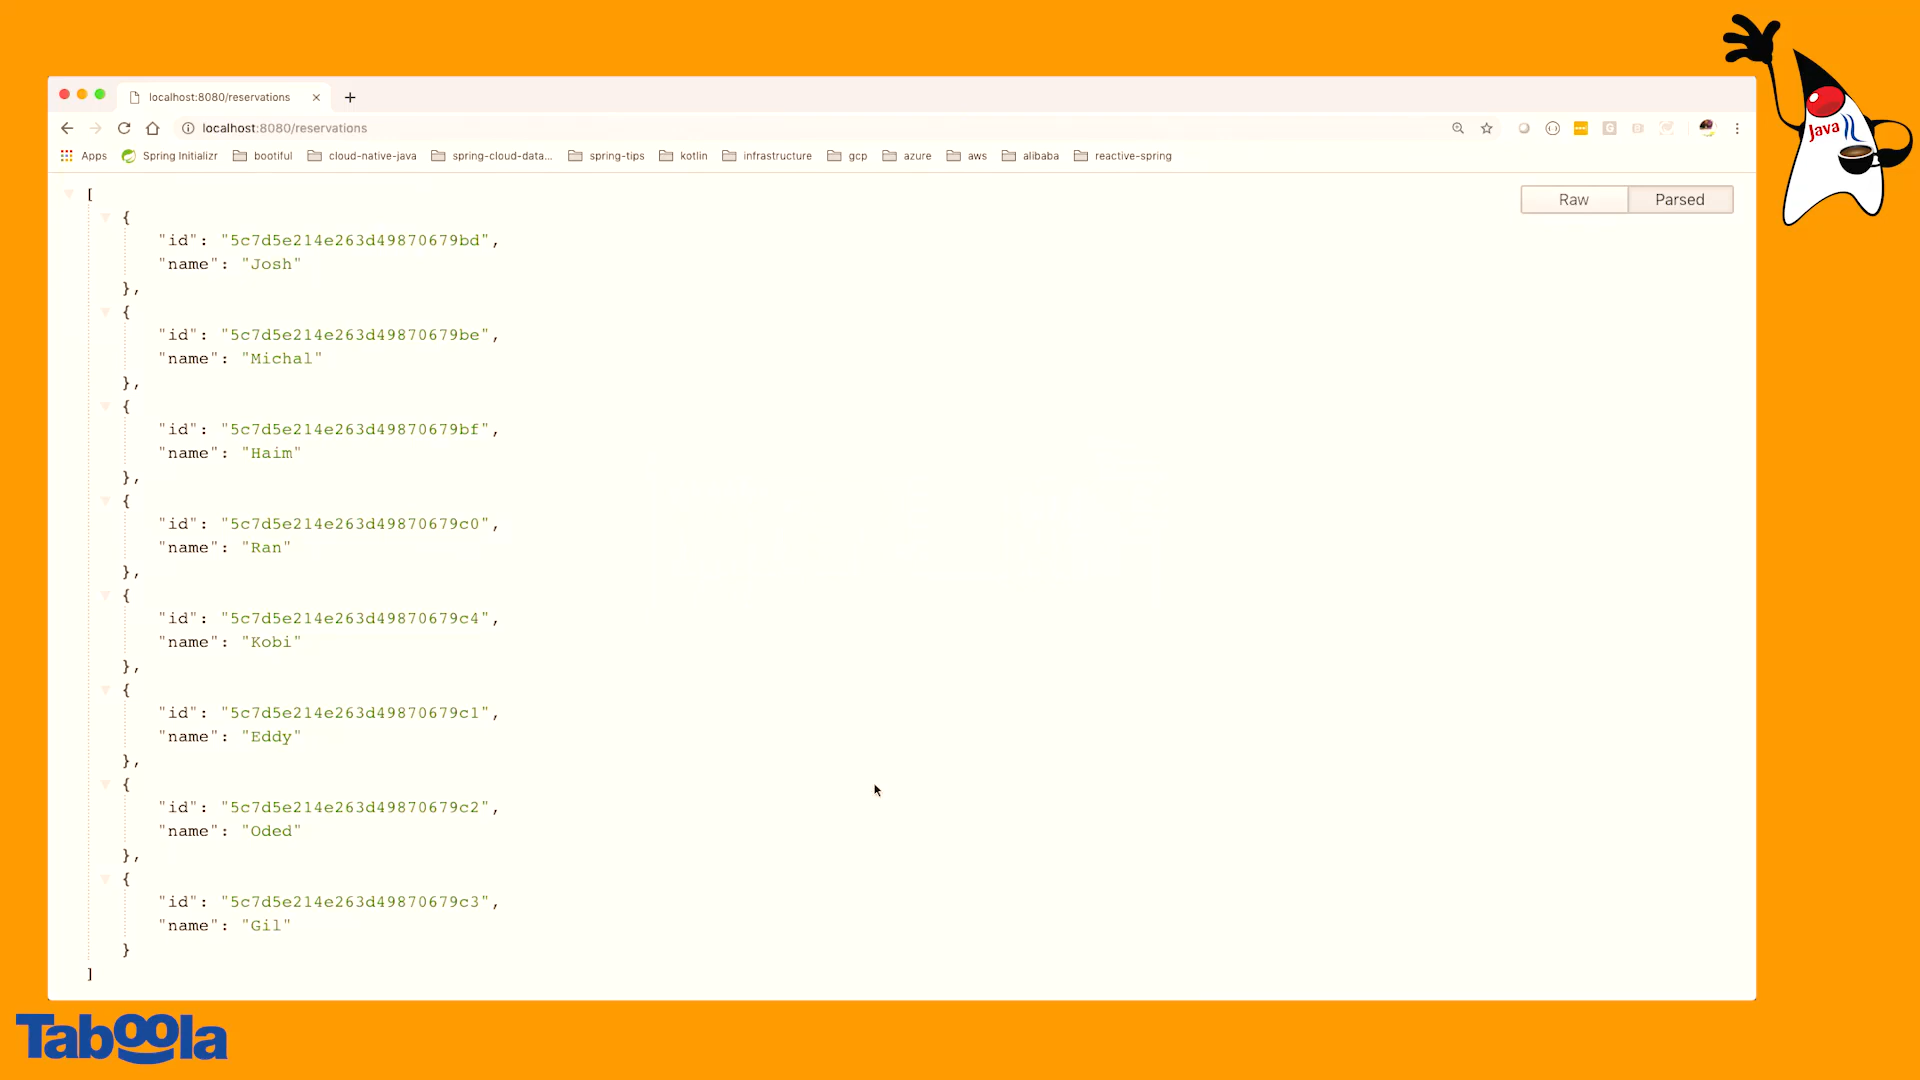 localhost:8080/reservations
localhost:8080/reservations
Apps Spring Initializr bootiful cloud-native-java spring-cloud-data... spring-tips kotlin infrastructure gcp azure aws alibaba reactive-spring
Raw Parsed
[
{
"id": "5c7d5e214e263d49870679bd",
"name": "Josh"
},
{
"id": "5c7d5e214e263d49870679be",
"name": "Michal"
},
{
"id": "5c7d5e214e263d49870679bf",
"name": "Haim"
},
{
"id": "5c7d5e214e263d49870679c0",
"name": "Ran"
},
{
"id": "5c7d5e214e263d49870679c4",
"name": "Kobi"
},
{
"id": "5c7d5e214e263d49870679c1",
"name": "Eddy"
},
{
"id": "5c7d5e214e263d49870679c2",
"name": "Oded"
},
{
"id": "5c7d5e214e263d49870679c3",
"name": "Gil"
}
]
Java
Taboola